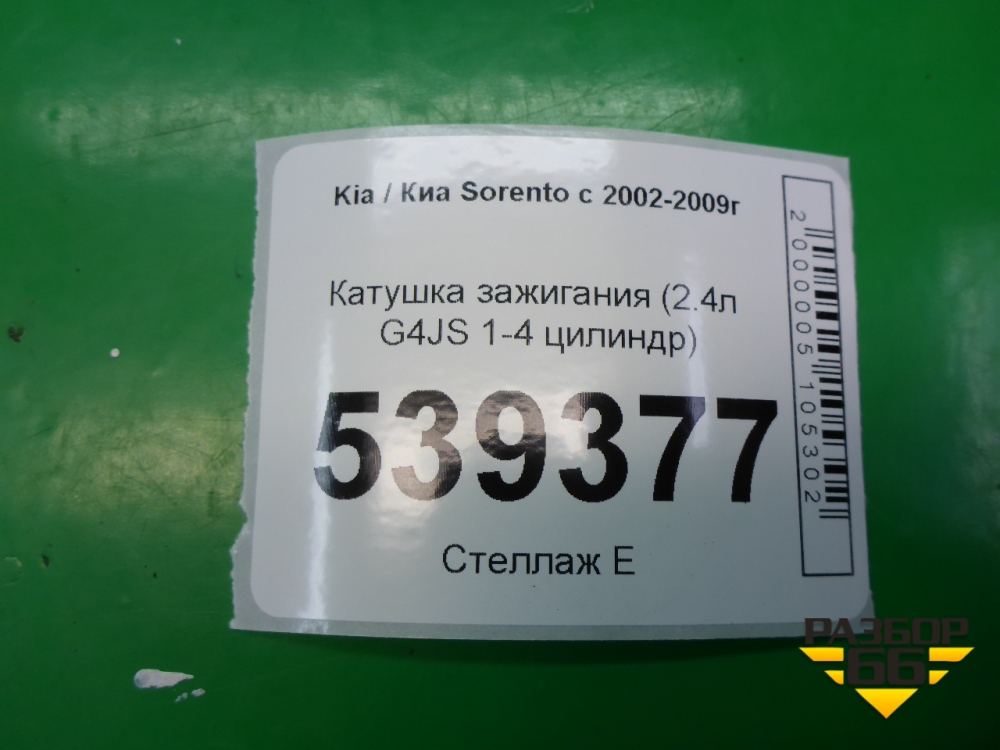 Kia / Киа Sorento с 2002-2009г
Катушка зажигания (2.4л
G4JS 1-4 цилиндр)
539377
Стеллаж Е
2000005105302
РАЗБОР
66